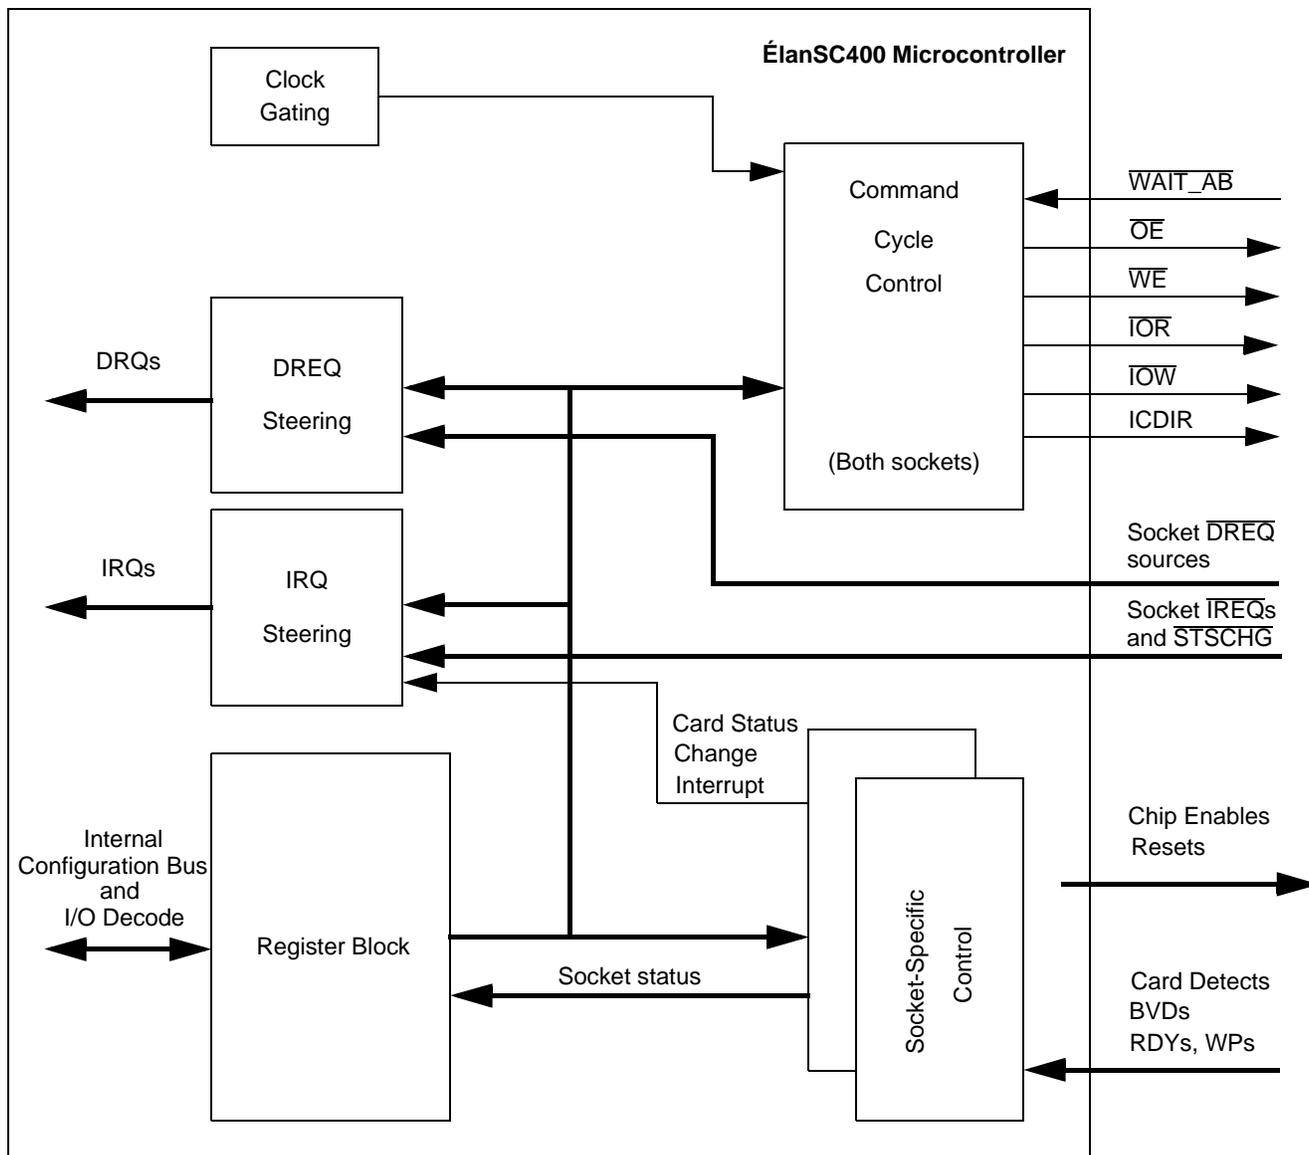 ÉlanSC400 Microcontroller
Clock
Gating
Command
Cycle
Control
(Both sockets)
WAIT_AB
OE
WE
IOR
IOW
ICDIR
DRQs
DREQ
Steering
Socket DREQ
sources
IRQs
IRQ
Steering
Socket IREQs
and STSCHG
Card Status
Change
Interrupt
Internal
Configuration Bus
and
I/O Decode
Register Block
Socket status
Socket-Specific
Control
Chip Enables
Resets
Card Detects
BVDs
RDYs, WPs